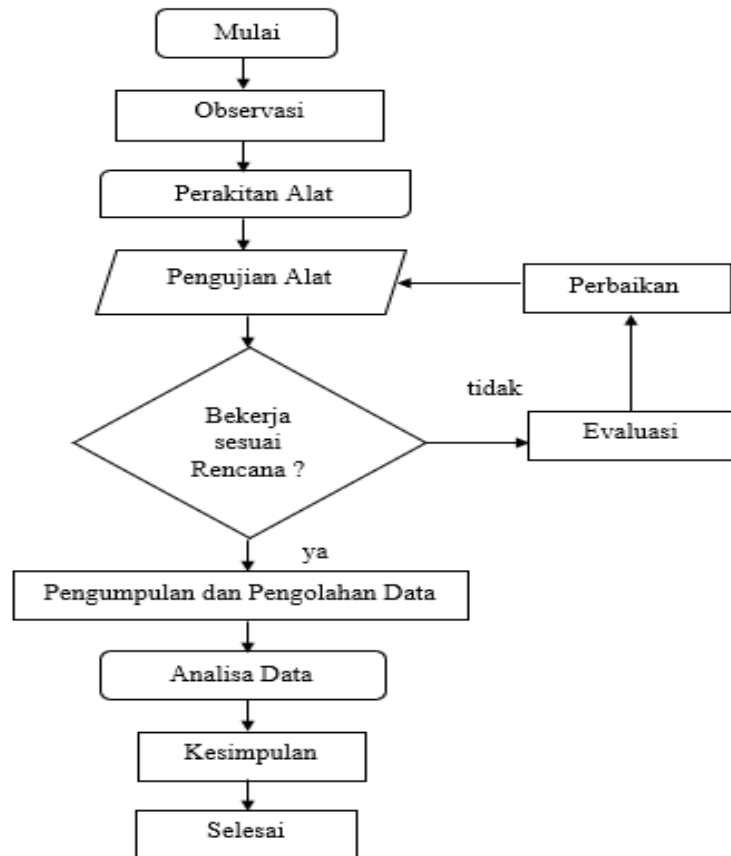 Mulai
Observasi
Perakitan Alat
Pengujian Alat
Perbaikan
tidak
Bekerja
sesuai
Rencana ?
Evaluasi
ya
Pengumpulan dan Pengolahan Data
Analisa Data
Kesimpulan
Selesai